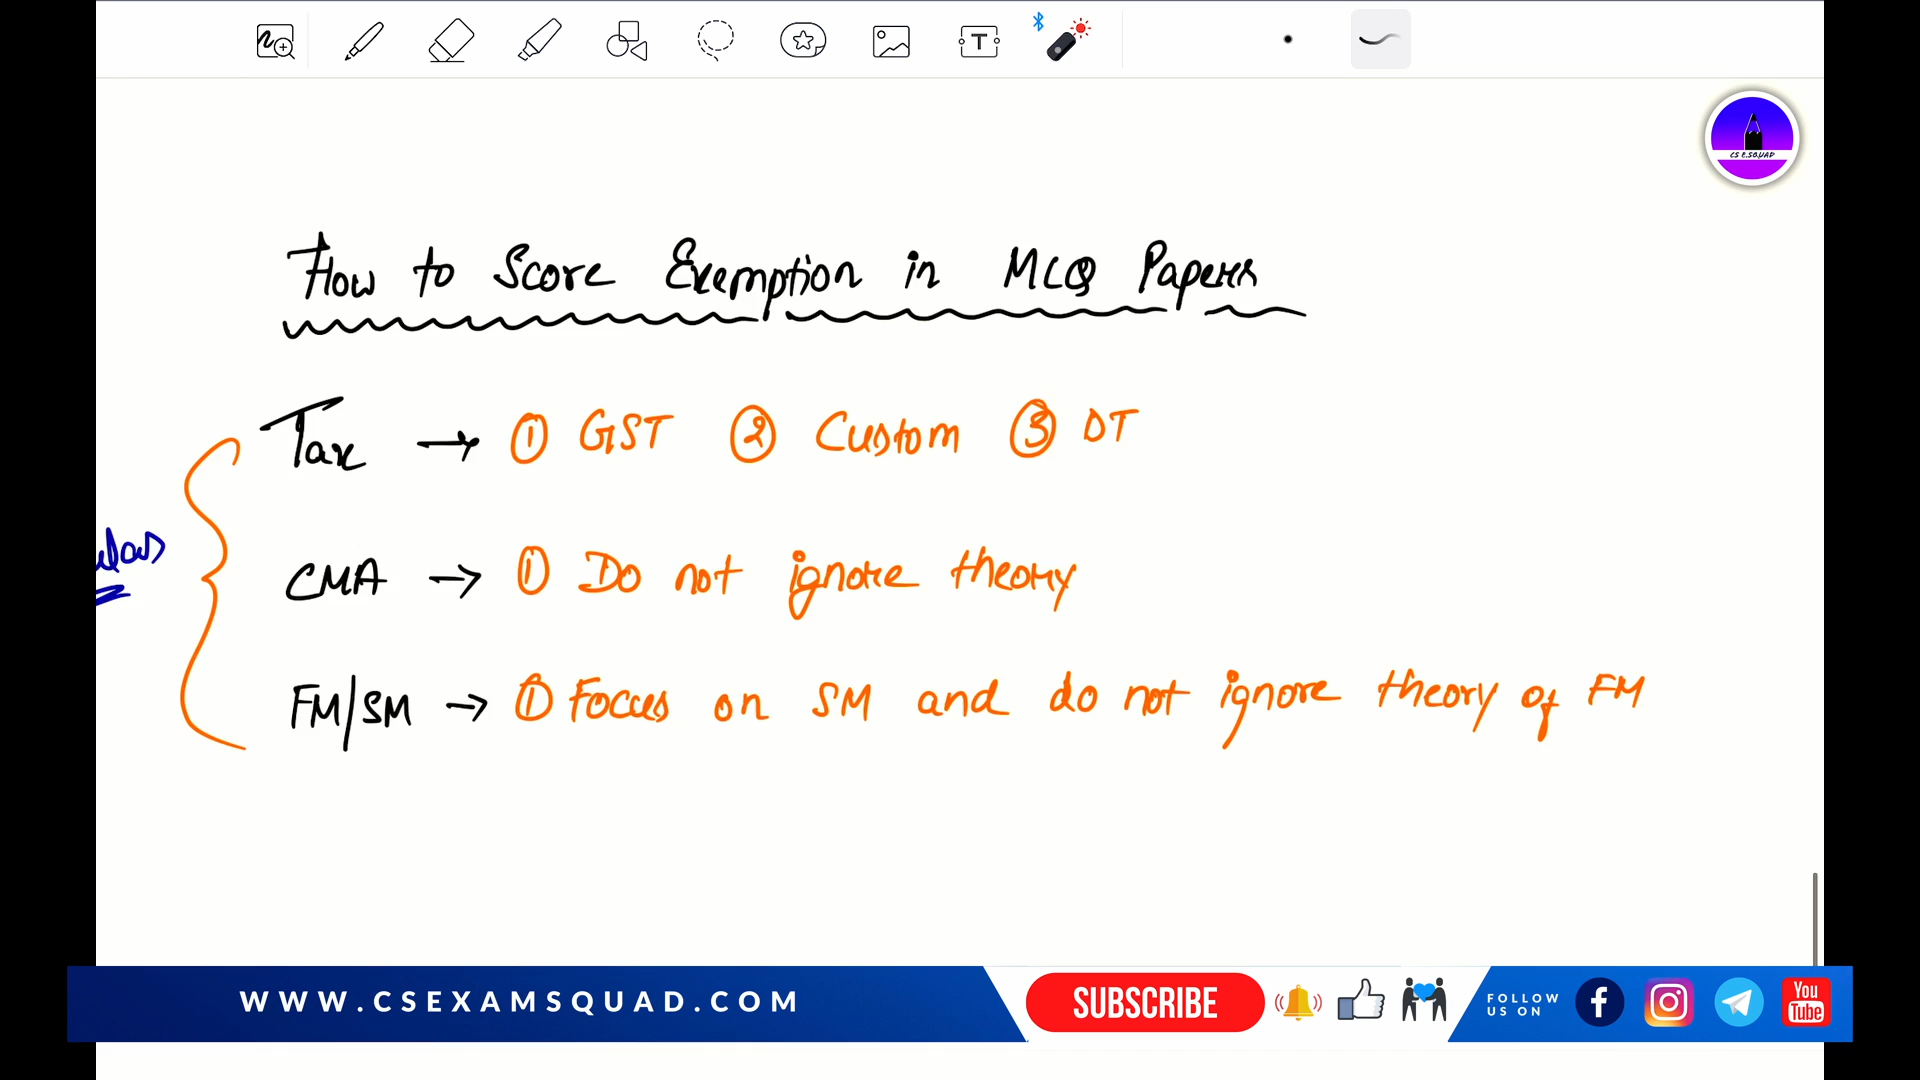 CS E.SQUAD
How to Score Exemption in MCQ Papers
Tax → ① GST ② Custom ③ DT
CMA → ① Do not ignore theory
FM/SM → ① Focus on SM and do not ignore theory of FM
WWW.CSEXAMSQUAD.COM
SUBSCRIBE
FOLLOW
US ON
You
Tube